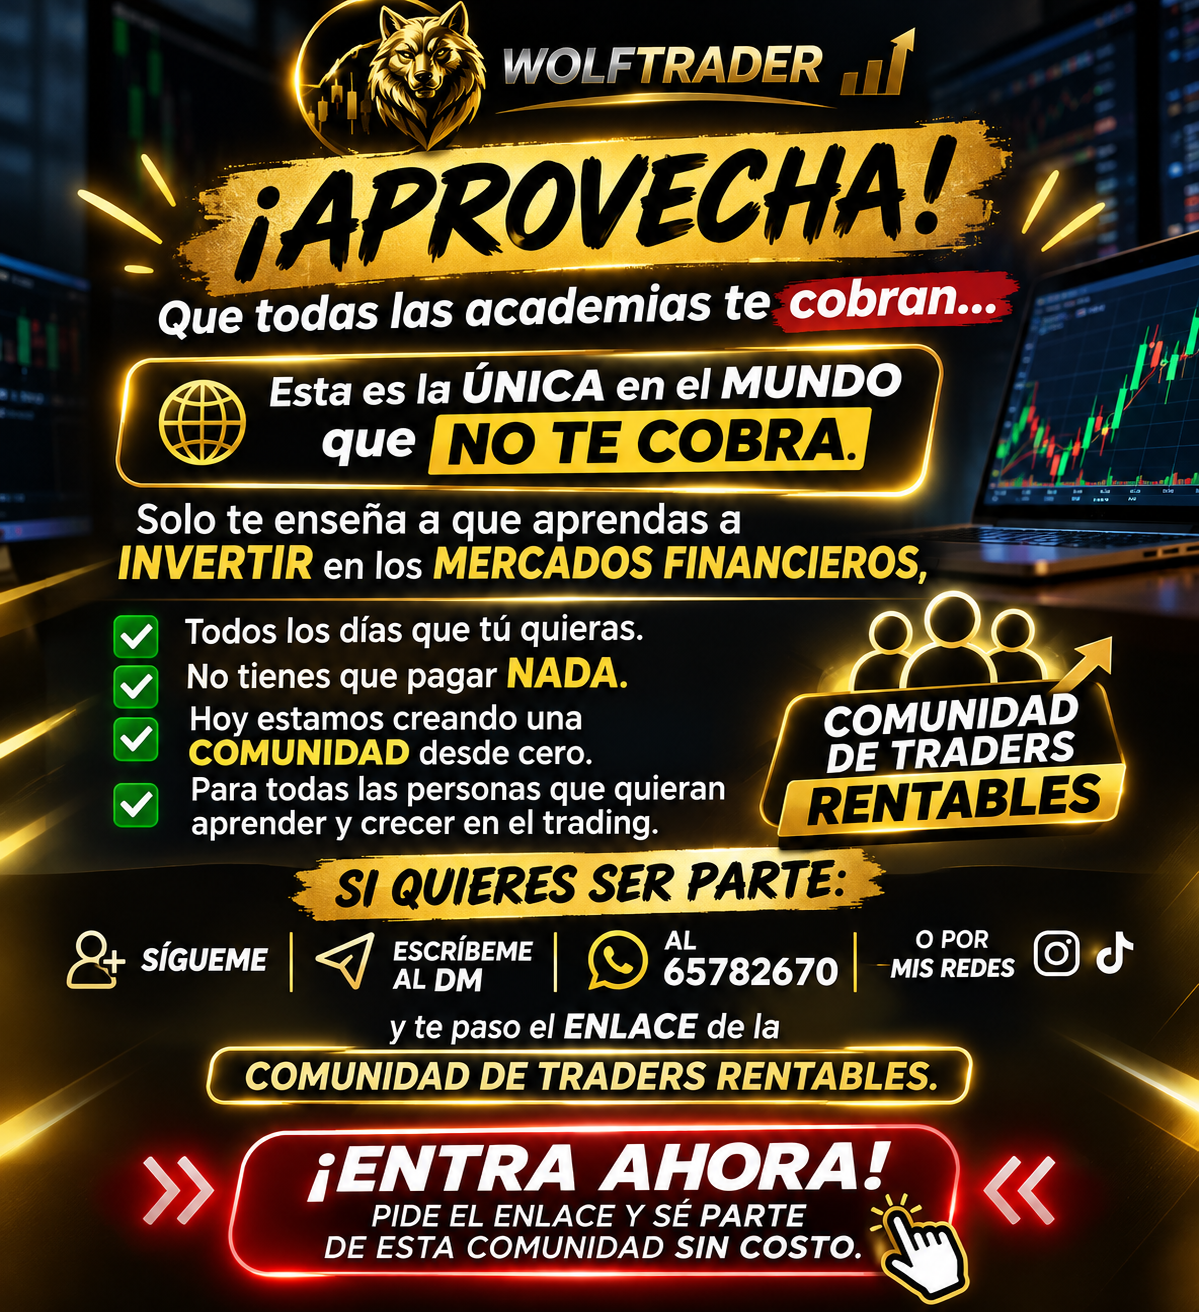 WOLFTRADER
¡APROVECHA!
Que todas las academias te cobran...
Esta es la ÚNICA en el MUNDO
que NO TE COBRA.
Solo te enseña a que aprendas a
INVERTIR en los MERCADOS FINANCIEROS,
Todos los días que tú quieras.
No tienes que pagar NADA.
Hoy estamos creando una
COMUNIDAD desde cero.
Para todas las personas que quieran
aprender y crecer en el trading.
COMUNIDAD
DE TRADERS
RENTABLES
SI QUIERES SER PARTE:
SÍGUEME
ESCRÍBEME
AL DM
AL
65782670
O POR
MIS REDES
y te paso el ENLACE de la
COMUNIDAD DE TRADERS RENTABLES.
¡ENTRA AHORA!
PIDE EL ENLACE Y SÉ PARTE
DE ESTA COMUNIDAD SIN COSTO.